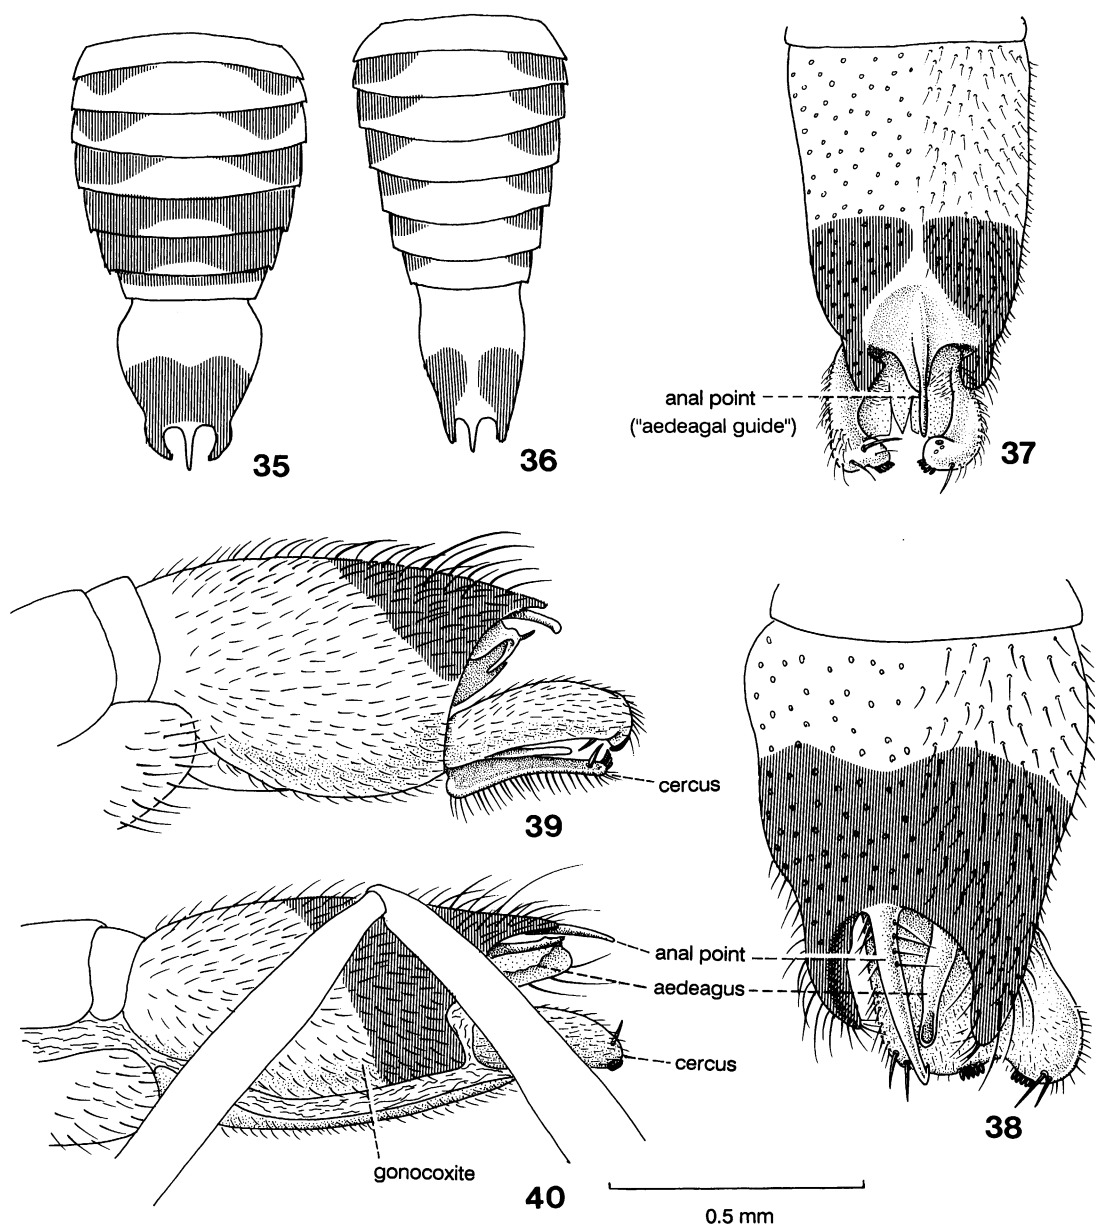 35
36
37
anal point
("aedeagal guide")
39
cercus
anal point
aedeagus
cercus
38
gonocoxite
40
0.5 mm